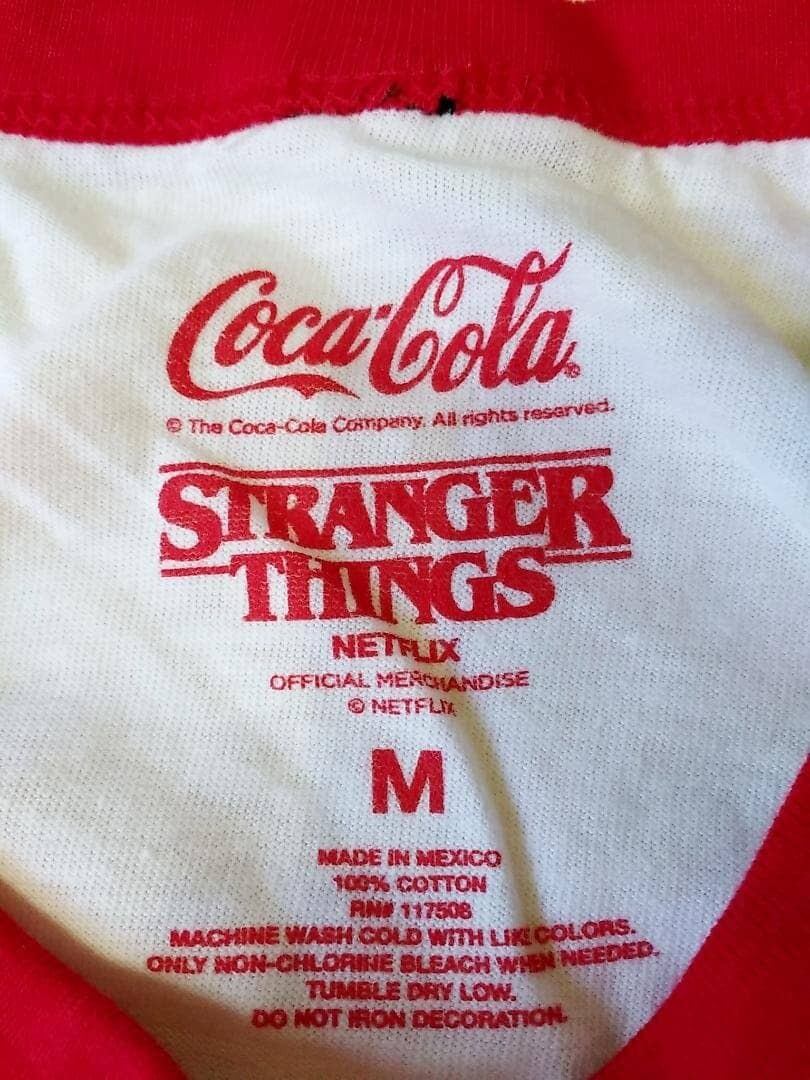 Coca-Cola®
© The Coca-Cola Company. All rights reserved.
STRANGER
THINGS
NETFLIX
OFFICIAL MERCHANDISE
© NETFLIX
M
MADE IN MEXICO
100% COTTON
RN# 117508
MACHINE WASH COLD WITH LIKE COLORS.
ONLY NON-CHLORINE BLEACH WHEN NEEDED.
TUMBLE DRY LOW.
DO NOT IRON DECORATION.